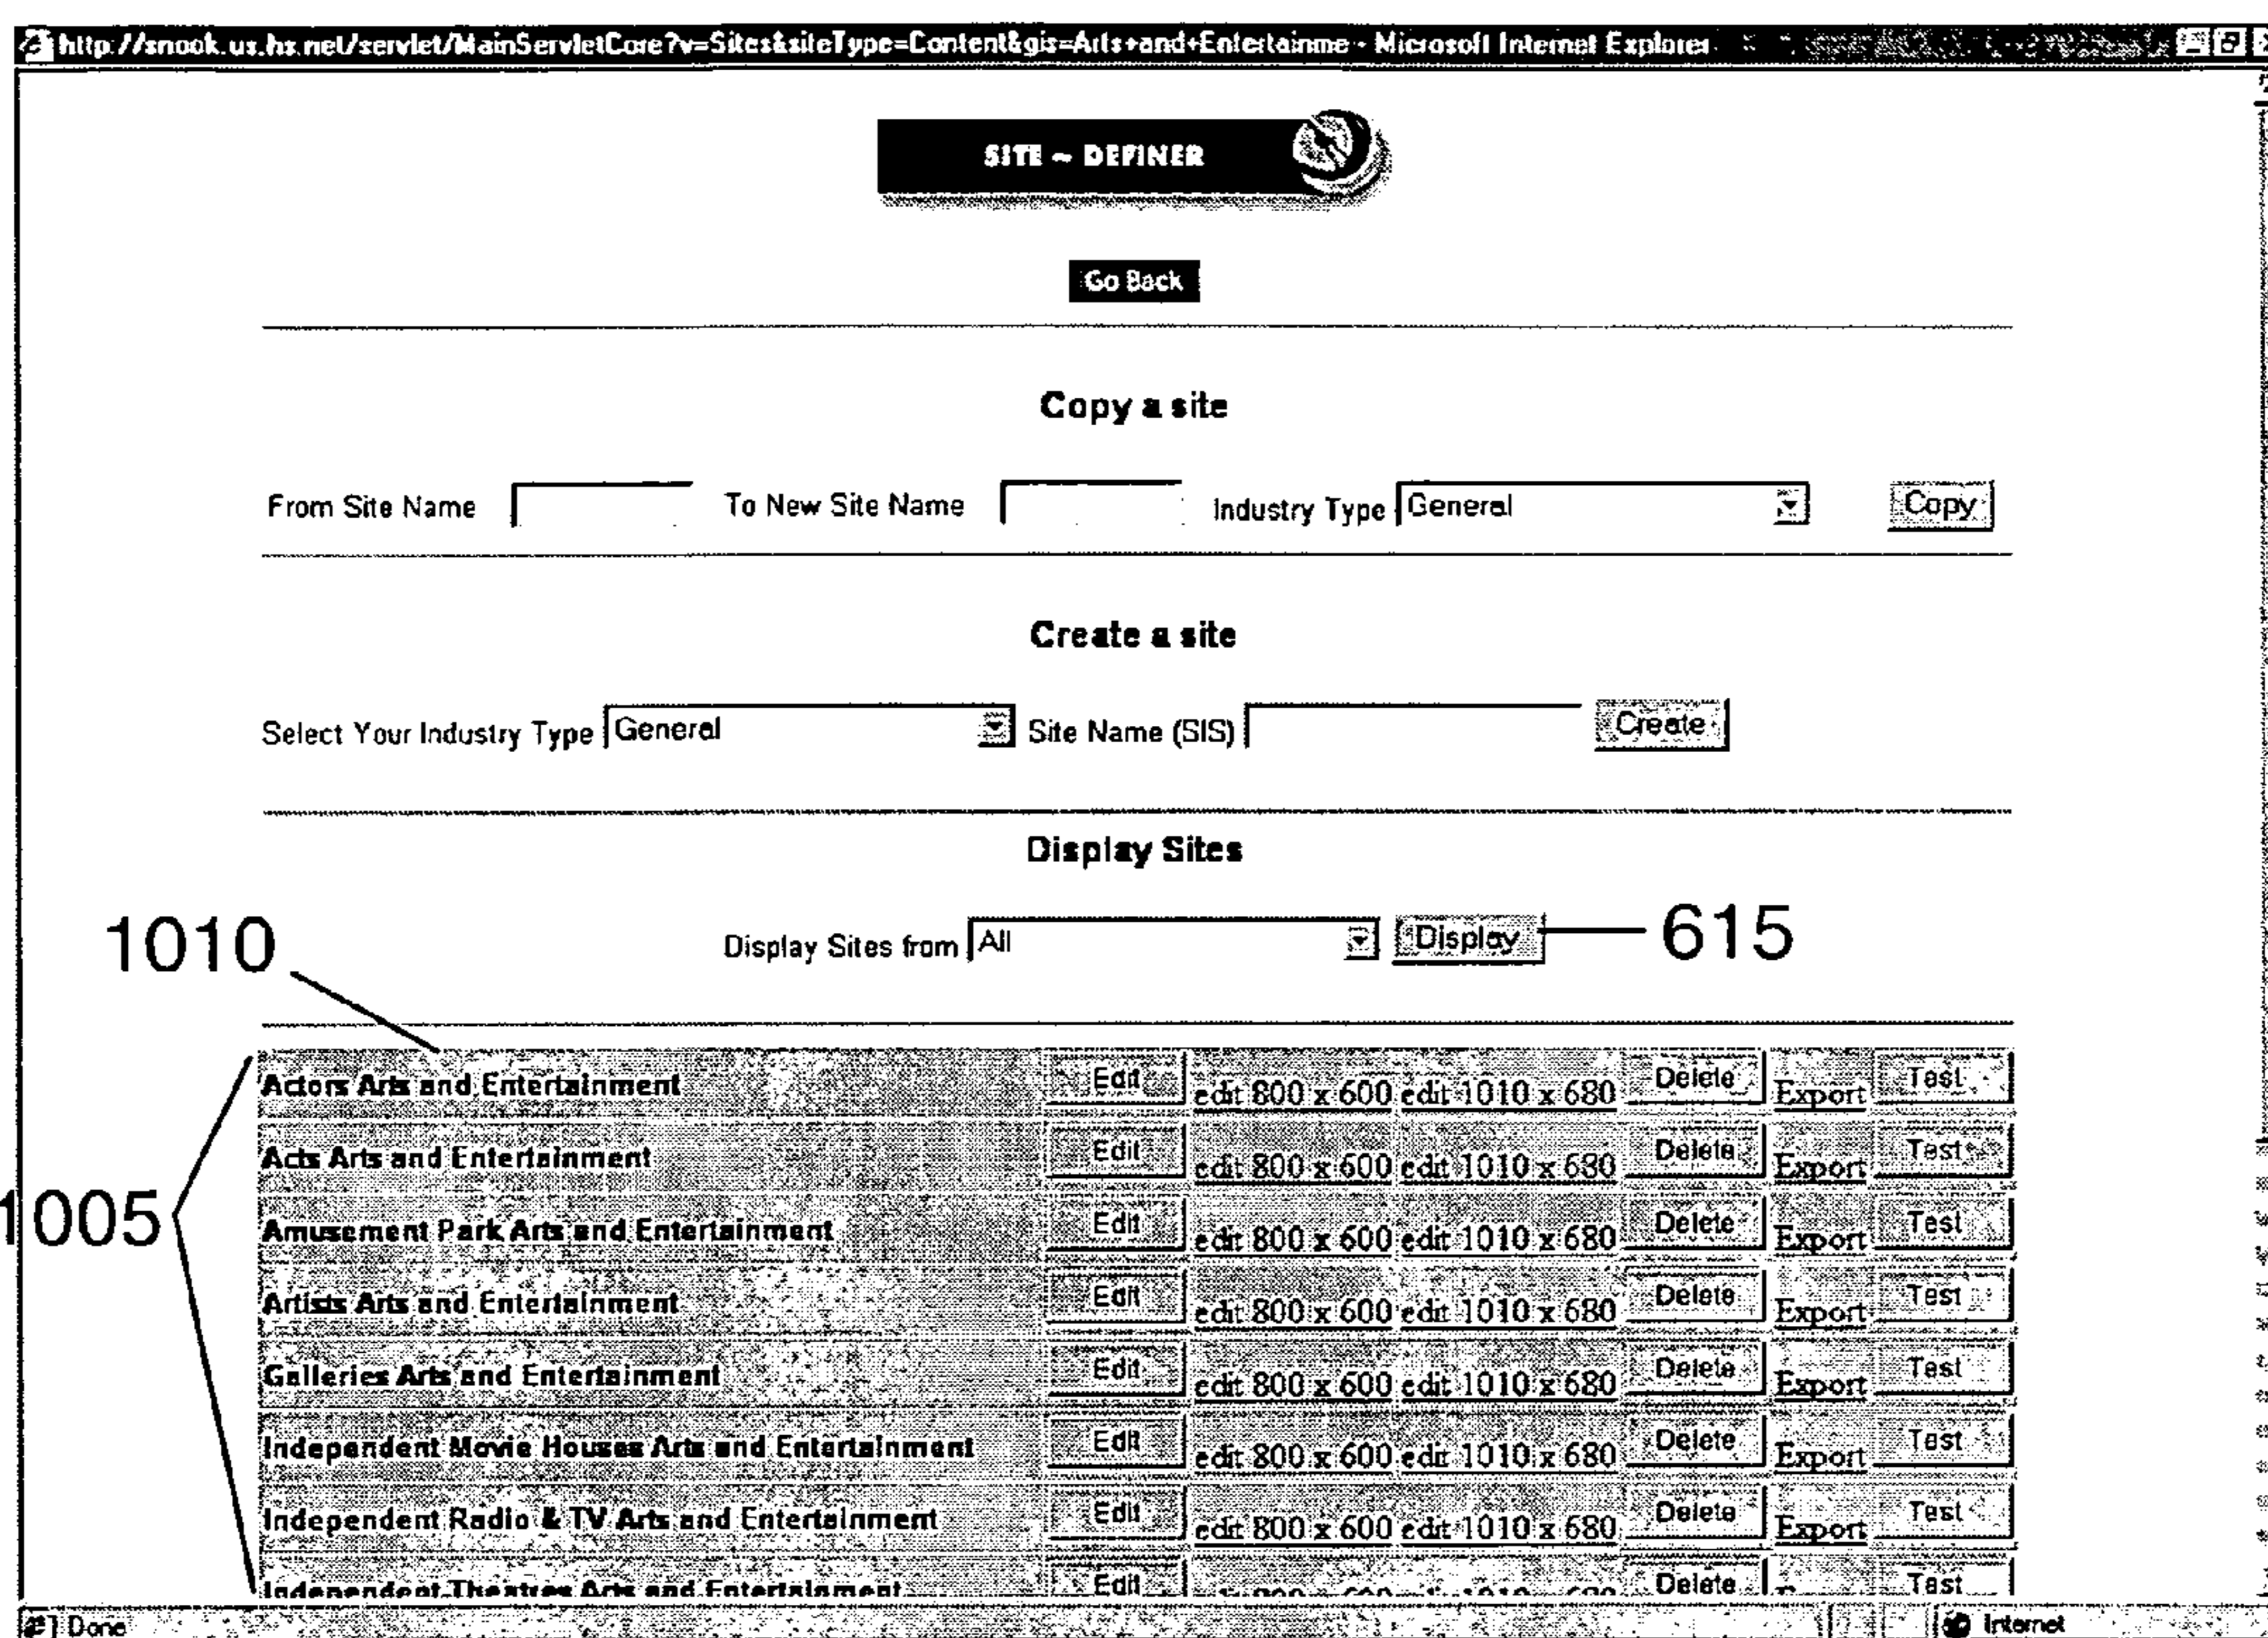 http://snook.us.hs.net/servlet/MainServletCore?v=Sites&siteType=Content&gis=Arts+and+Entertainme - Microsoft Internet Explorer
SITE ~ DEFINER
Go Back
Copy a site
From Site Name To New Site Name Industry Type General Copy
Create a site
Select Your Industry Type General Site Name (SIS) Create
Display Sites
1010 Display Sites from All Display 615
Actors Arts and Entertainment Edit edit 800 x 600 edit 1010 x 680 Delete Export Test
Acts Arts and Entertainment Edit edit 800 x 600 edit 1010 x 680 Delete Export Test
1005
Amusement Park Arts and Entertainment Edit edit 800 x 600 edit 1010 x 680 Delete Export Test
Artists Arts and Entertainment Edit edit 800 x 600 edit 1010 x 680 Delete Export Test
Galleries Arts and Entertainment Edit edit 800 x 600 edit 1010 x 680 Delete Export Test
Independent Movie Houses Arts and Entertainment Edit edit 800 x 600 edit 1010 x 680 Delete Export Test
Independent Radio & TV Arts and Entertainment Edit edit 800 x 600 edit 1010 x 680 Delete Export Test
Independent Theatres Arts and Entertainment Edit Delete Test
Done Internet